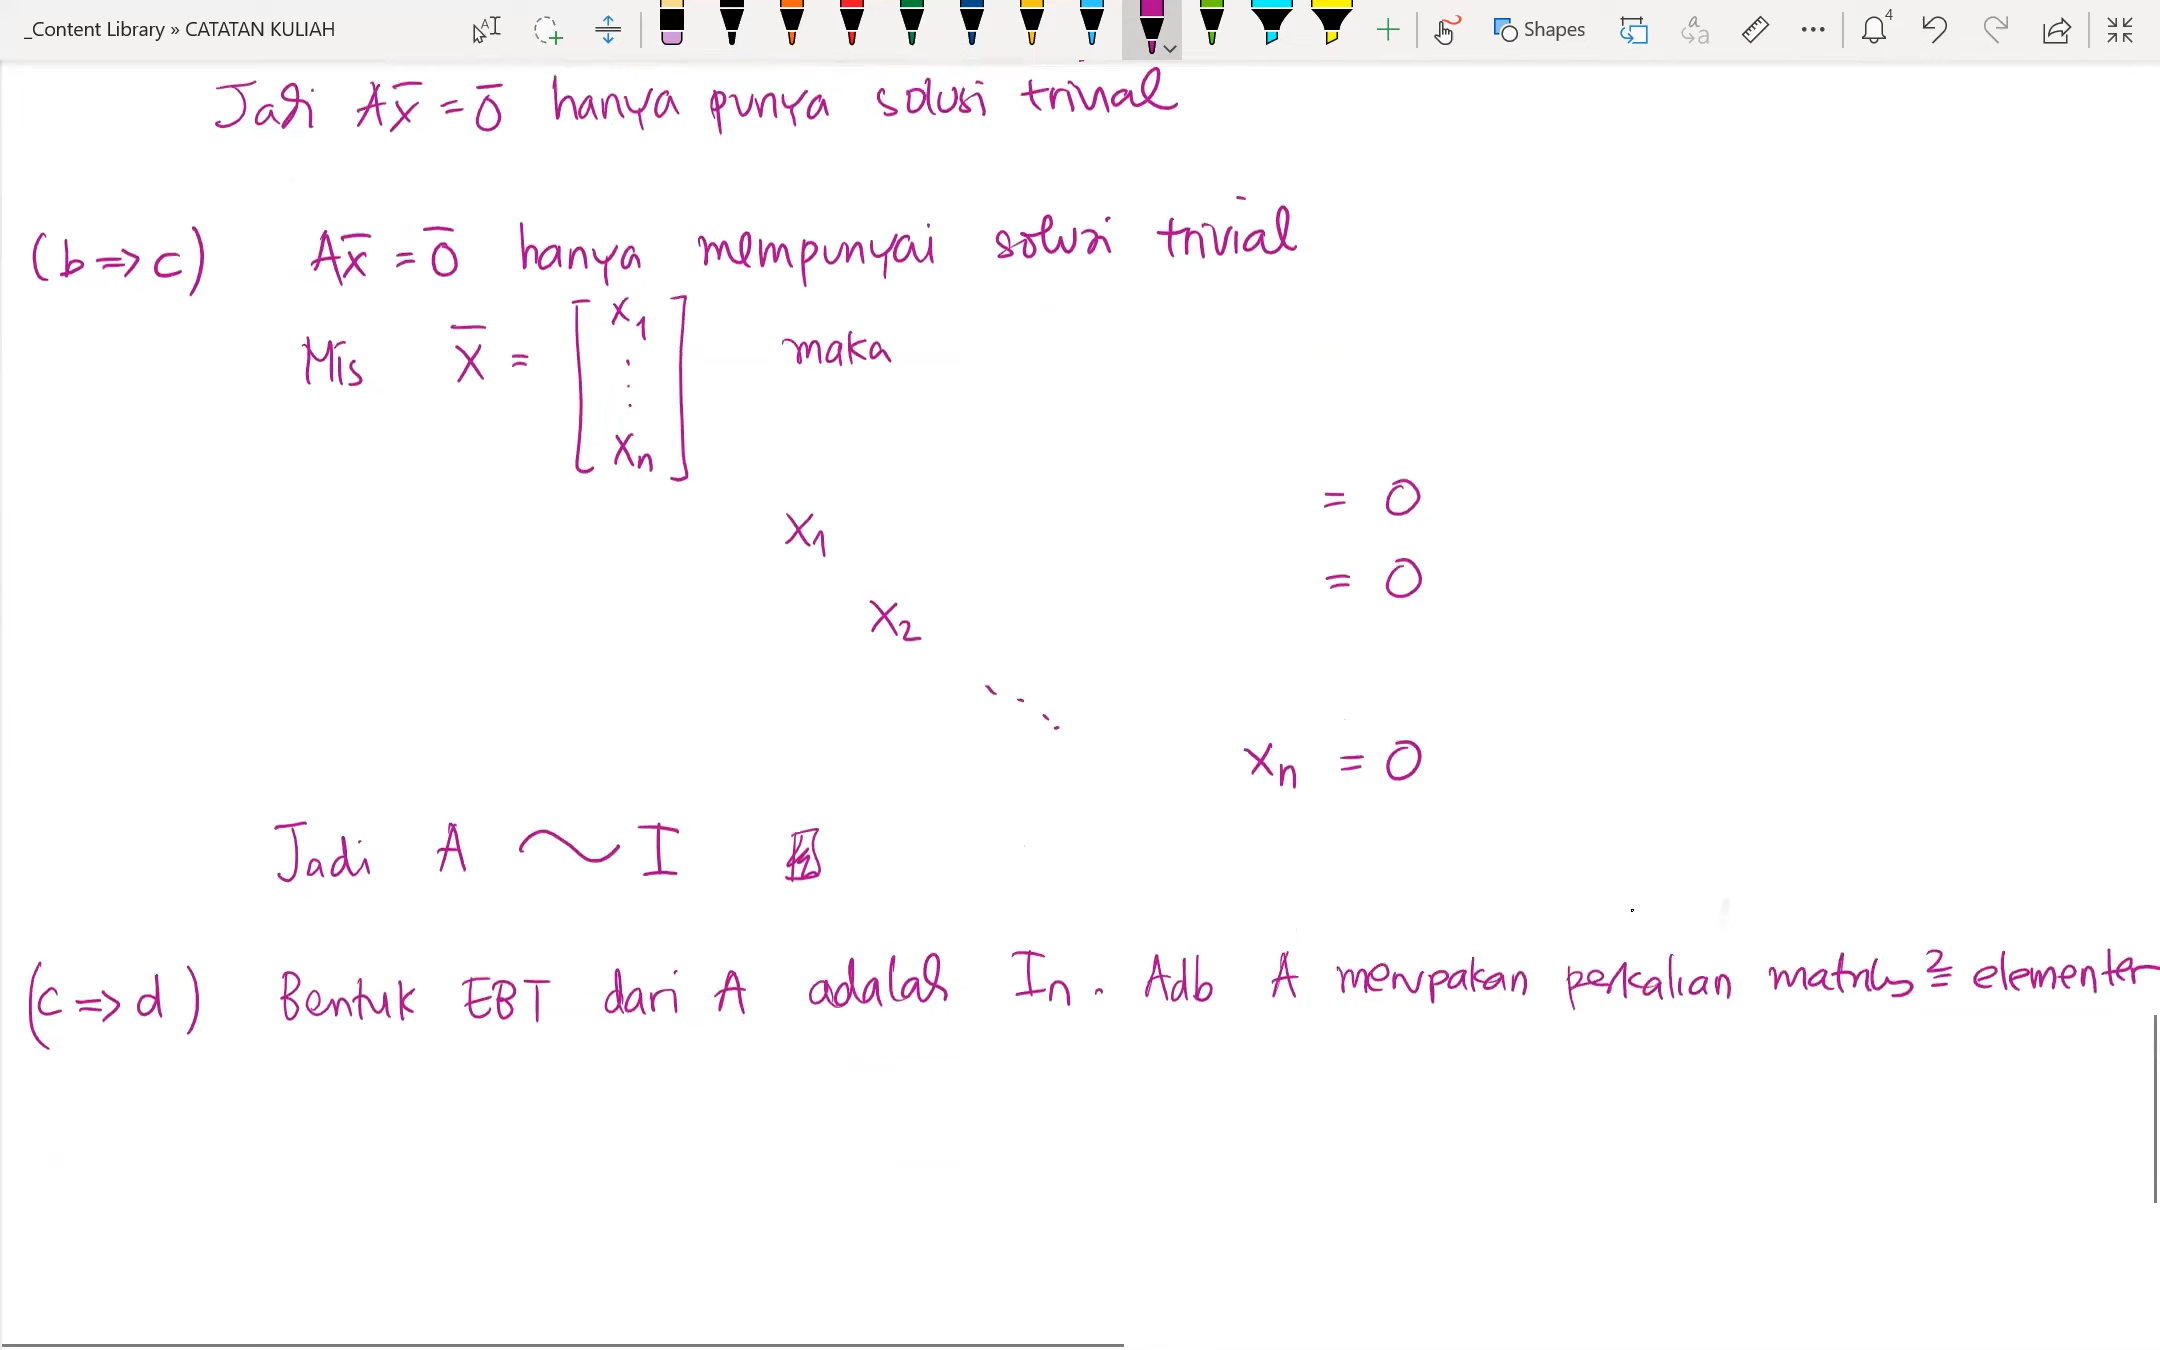 _Content Library » CATATAN KULIAH
Shapes
4
Jadi Ax̄ = 0̄ hanya punya solusi trivial
(b ⇒ c) Ax̄ = 0̄ hanya mempunyai solusi trivial
Mis x̄ = [x₁ ⋮ xₙ] maka
x₁ = 0
x₂ = 0
⋱
xₙ = 0
Jadi A ~ I
(c ⇒ d) Bentuk EBT dari A adalah Iₙ. Adb A merupakan perkalian matriks² elementer